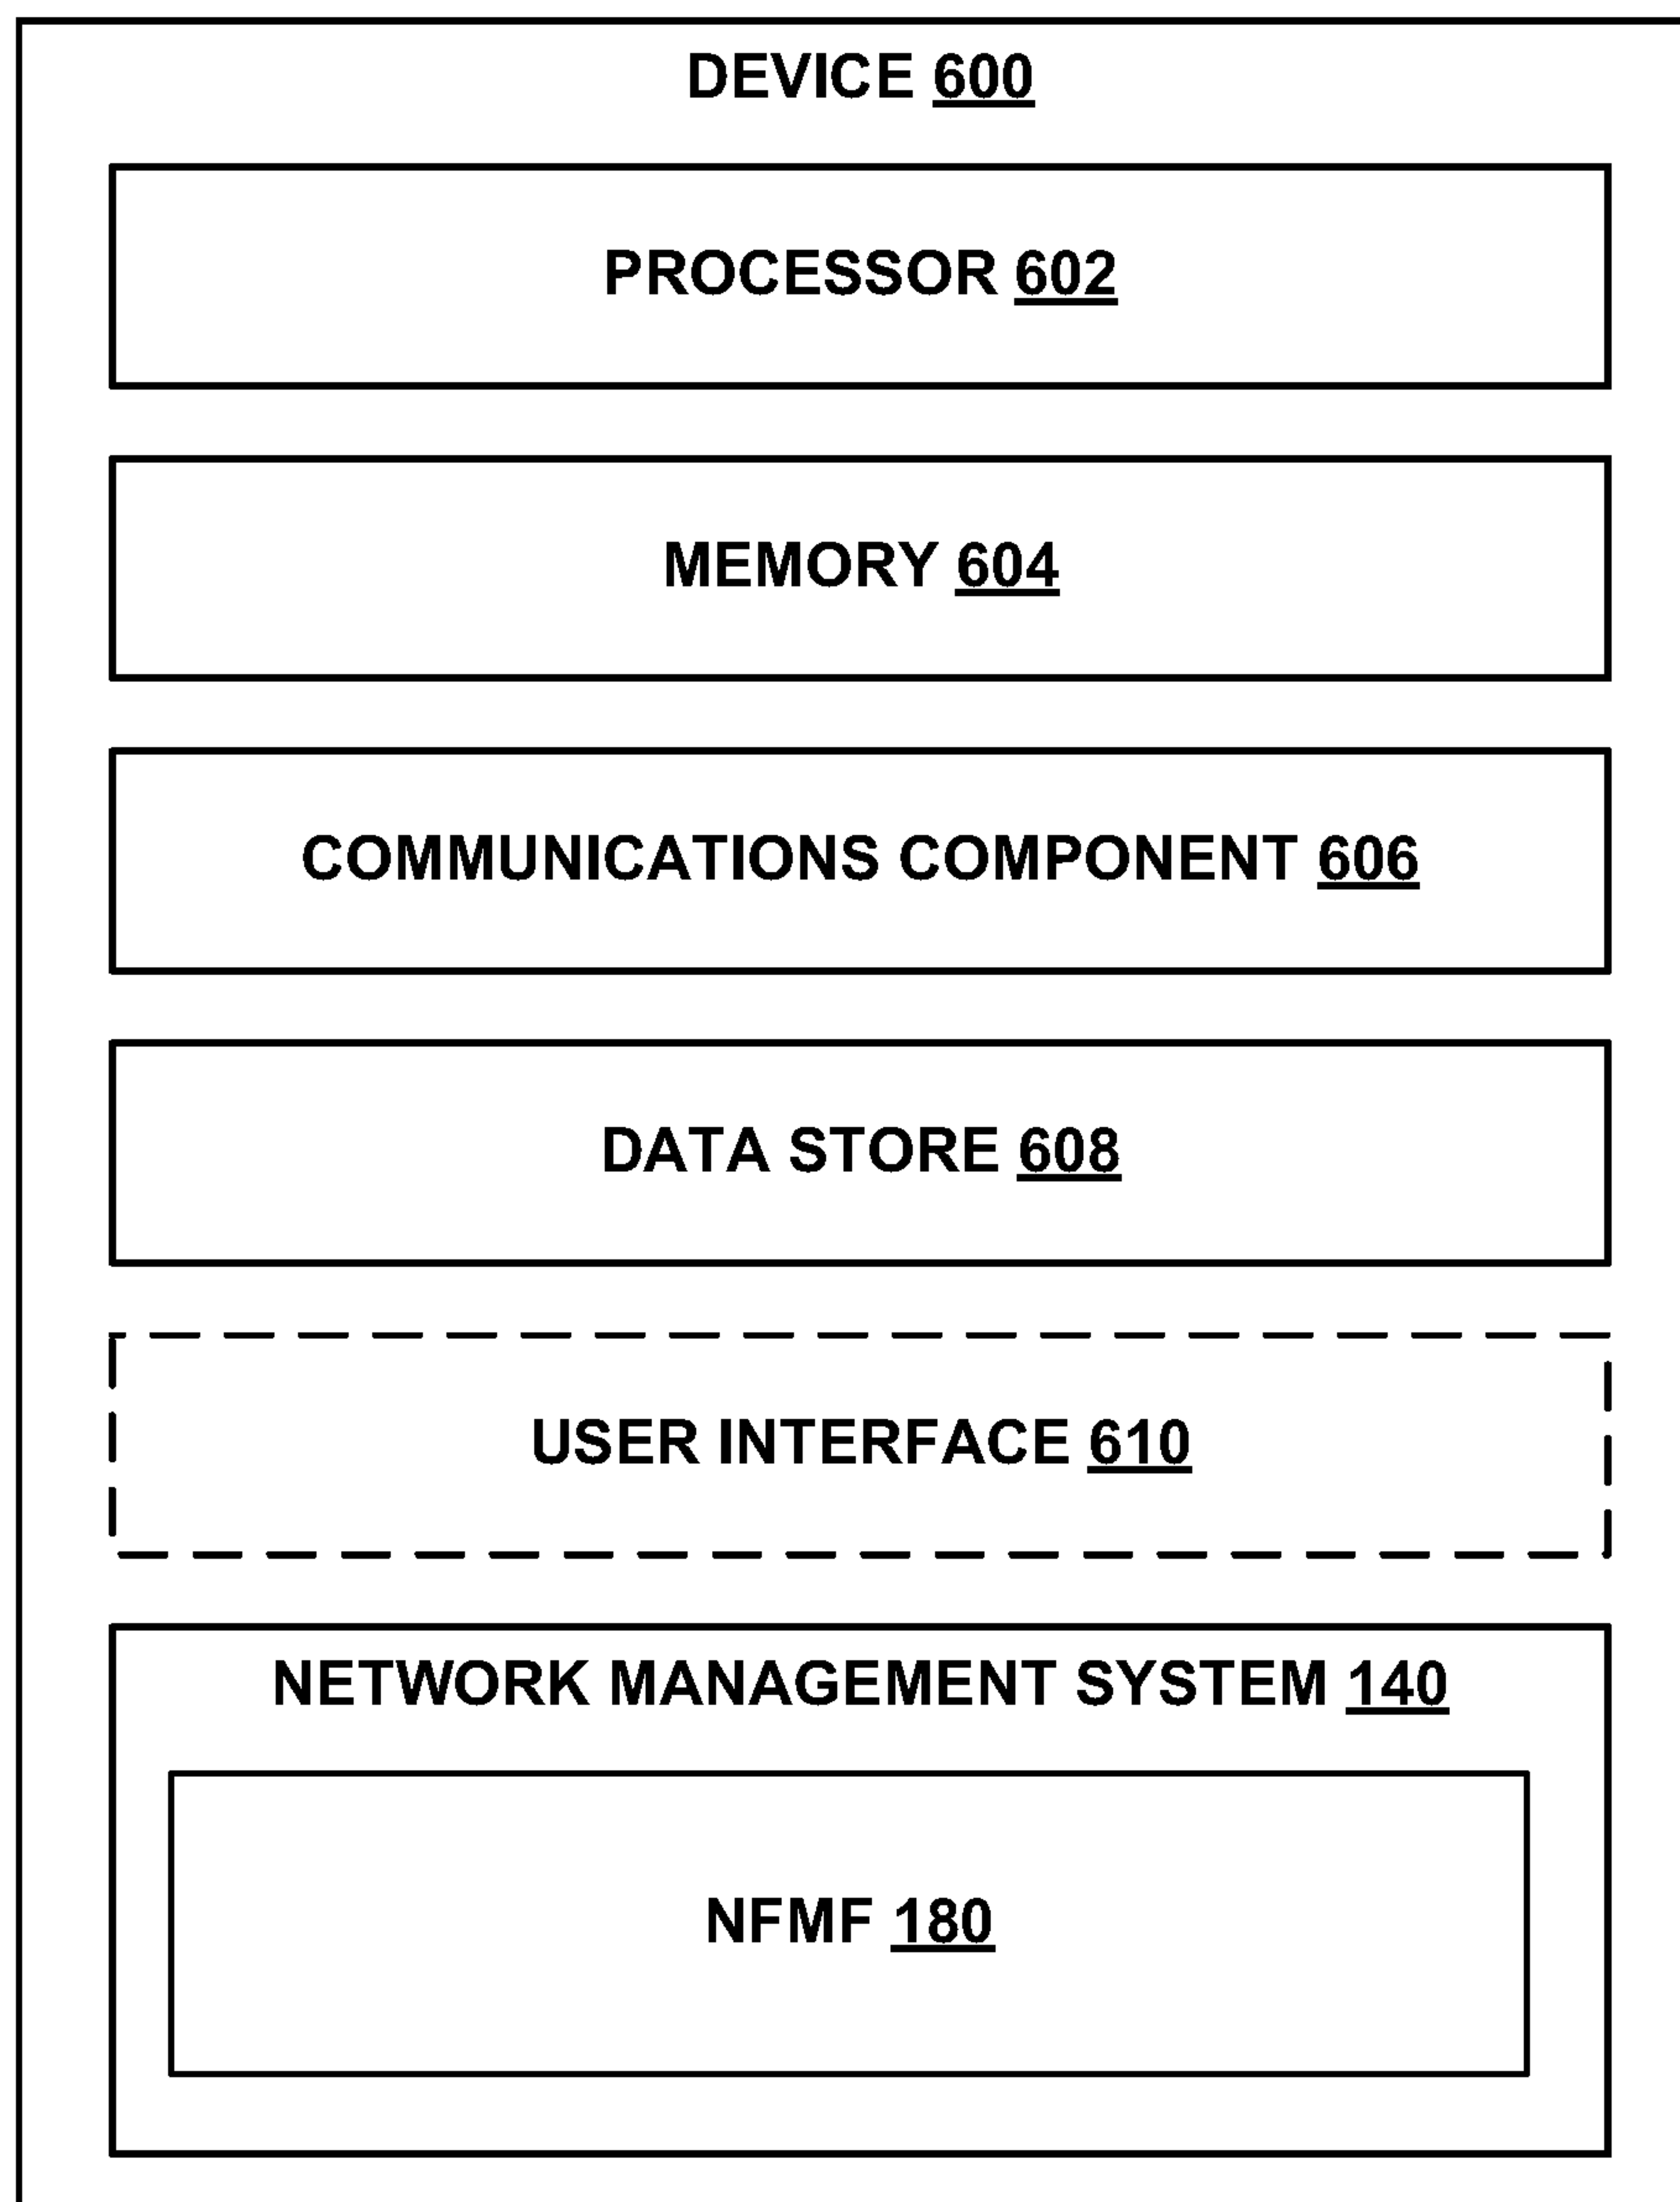 DEVICE 600
PROCESSOR 602
MEMORY 604
COMMUNICATIONS COMPONENT 606
DATA STORE 608
USER INTERFACE 610
NETWORK MANAGEMENT SYSTEM 140
NFMF 180